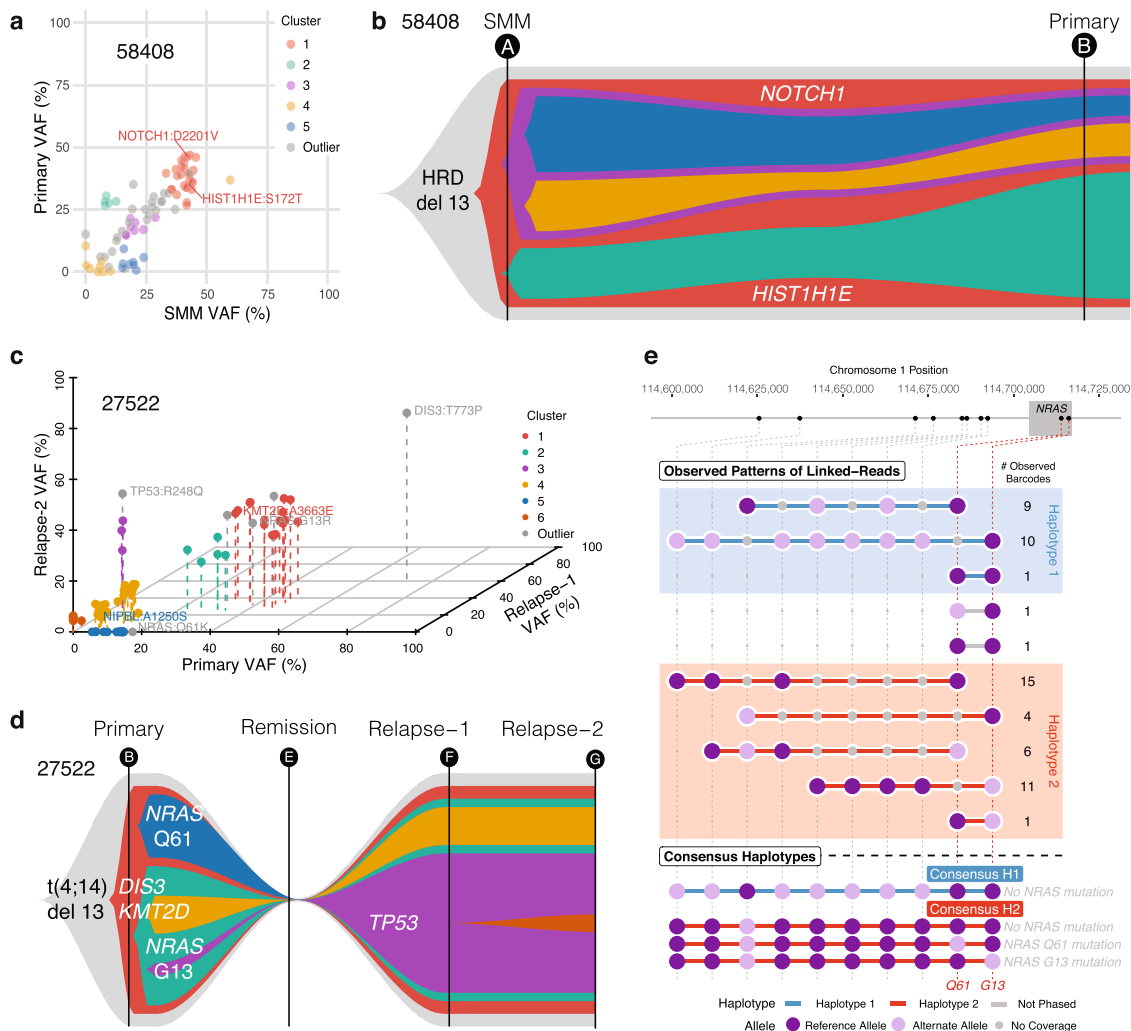 a
58408
Primary VAF (%)
100
75
50
25
0
0
25
50
75
100
SMM VAF (%)
NOTCH1:D2201V
HIST1H1E:S172T
Cluster
1
2
3
4
5
Outlier
b
58408
SMM
Primary
A
B
HRD
del 13
NOTCH1
HIST1H1E
c
27522
Relapse−2 VAF (%)
100
80
60
40
20
0
0
20
40
60
80
100
Primary VAF (%)
0
20
40
60
80
100
Relapse−1
VAF (%)
DIS3:T773P
TP53:R248Q
KMT2D:A3663E
NRAS:G13R
NIPBL:A1250S
NRAS:Q61K
Cluster
1
2
3
4
5
6
Outlier
d
27522
Primary
Remission
Relapse−1
Relapse−2
B
E
F
G
t(4;14)
del 13
NRAS
Q61
DIS3
KMT2D
NRAS
G13
TP53
e
Chromosome 1 Position
114,600,000
114,625,000
114,650,000
114,675,000
114,700,000
114,725,000
NRAS
Observed Patterns of Linked−Reads
# Observed
Barcodes
9
10
1
Haplotype 1
1
1
15
4
6
11
1
Haplotype 2
Consensus Haplotypes
Consensus H1
No NRAS mutation
Consensus H2
No NRAS mutation
NRAS Q61 mutation
NRAS G13 mutation
Q61
G13
Haplotype
Haplotype 1
Haplotype 2
Not Phased
Allele
Reference Allele
Alternate Allele
No Coverage